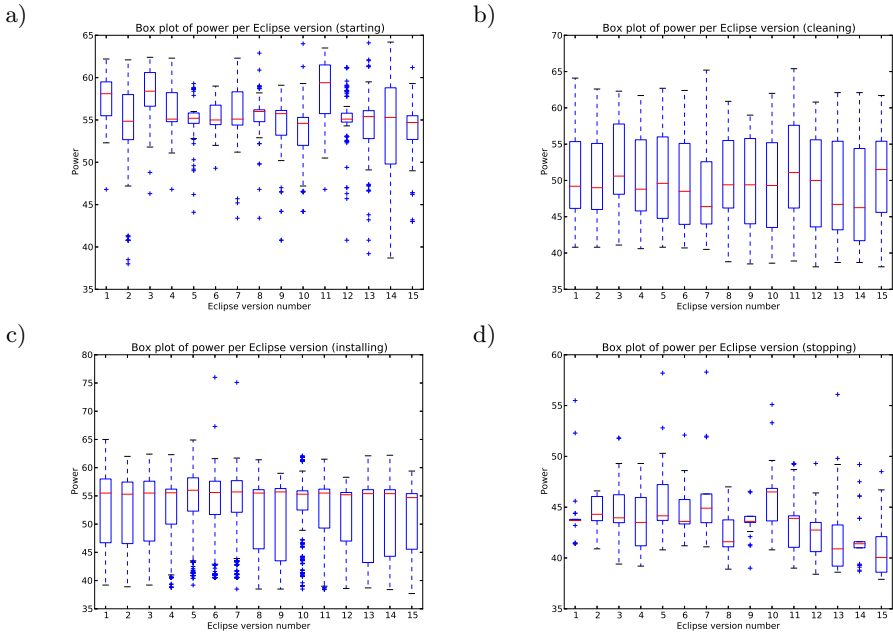 a)
Box plot of power per Eclipse version (starting)
65
60
55
50
45
40
35
Power
1 2 3 4 5 6 7 8 9 10 11 12 13 14 15
Eclipse version number
b)
Box plot of power per Eclipse version (cleaning)
70
65
60
55
50
45
40
35
Power
1 2 3 4 5 6 7 8 9 10 11 12 13 14 15
Eclipse version number
c)
Box plot of power per Eclipse version (installing)
80
75
70
65
60
55
50
45
40
35
Power
1 2 3 4 5 6 7 8 9 10 11 12 13 14 15
Eclipse version number
d)
Box plot of power per Eclipse version (stopping)
60
55
50
45
40
35
Power
1 2 3 4 5 6 7 8 9 10 11 12 13 14 15
Eclipse version number